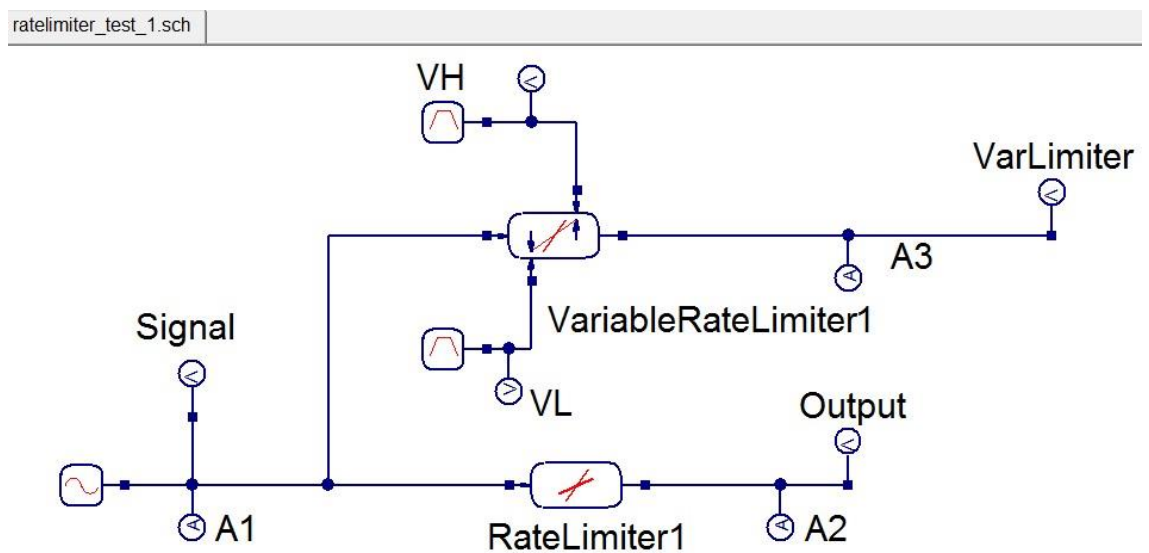 ratelimiter_test_1.sch
VH
VarLimiter
A3
VariableRateLimiter1
Signal
VL
Output
A1
RateLimiter1
A2